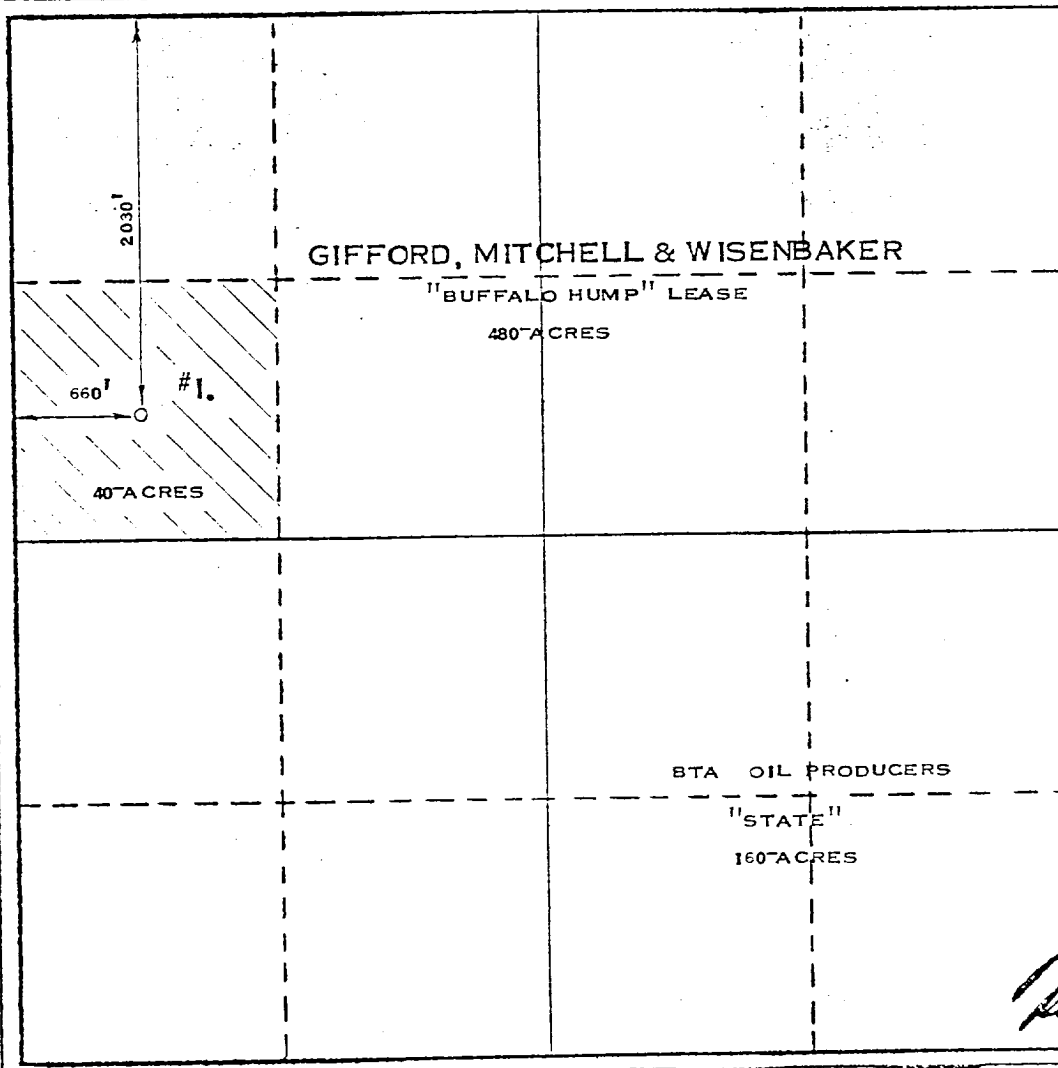 2030'
GIFFORD, MITCHELL & WISENBAKER
"BUFFALO HUMP" LEASE
480-ACRES
660'
#1.
40-ACRES
BTA OIL PRODUCERS
"STATE"
160-ACRES